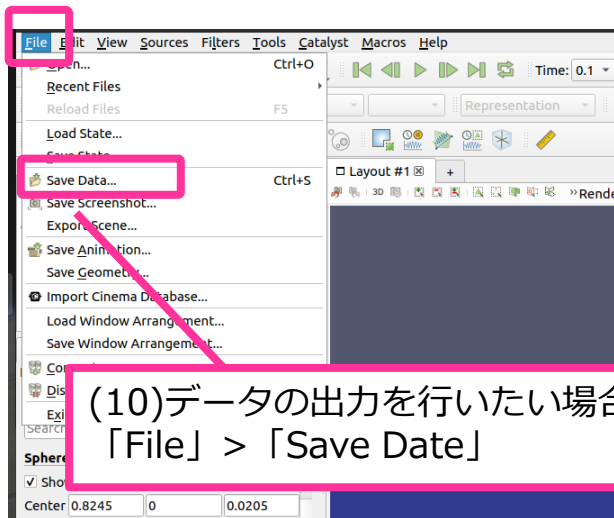 File Edit View Sources Filters Tools Catalyst Macros Help
Open... Ctrl+O
Time: 0.1
Recent Files
Reload Files F5
Representation
Load State...
Save State...
Save Data... Ctrl+S
Layout #1 +
Save Screenshot...
3D
Export Scene...
Save Animation...
Save Geometry...
Import Cinema Database...
Load Window Arrangement...
Save Window Arrangement...
(10)データの出力を行いたい場合
「File」>「Save Date」
Center 0.8245 0 0.0205